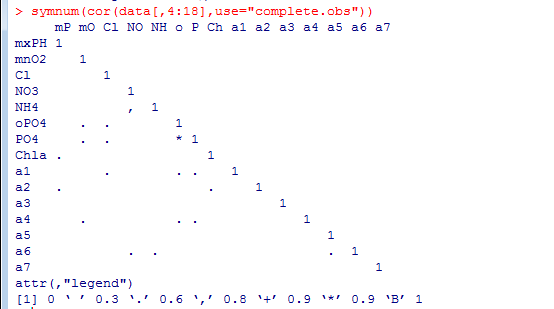 > symnum(cor(data[,4:18],use="complete.obs"))
      mP mO Cl NO NH o P Ch a1 a2 a3 a4 a5 a6 a7
mxPH 1
mnO2     1
Cl          1
NO3            1
NH4            ,  1
oPO4     .  .        1
PO4      .  .        * 1
Chla .                   1
a1          .        . .    1
a2   .                   .     1
a3                                1
a4       .           . .             1
a5                                      1
a6             .  .                     .  1
a7                                            1
attr(,"legend")
[1] 0 ‘ ’ 0.3 ‘.’ 0.6 ‘,’ 0.8 ‘+’ 0.9 ‘*’ 0.9 ‘B’ 1